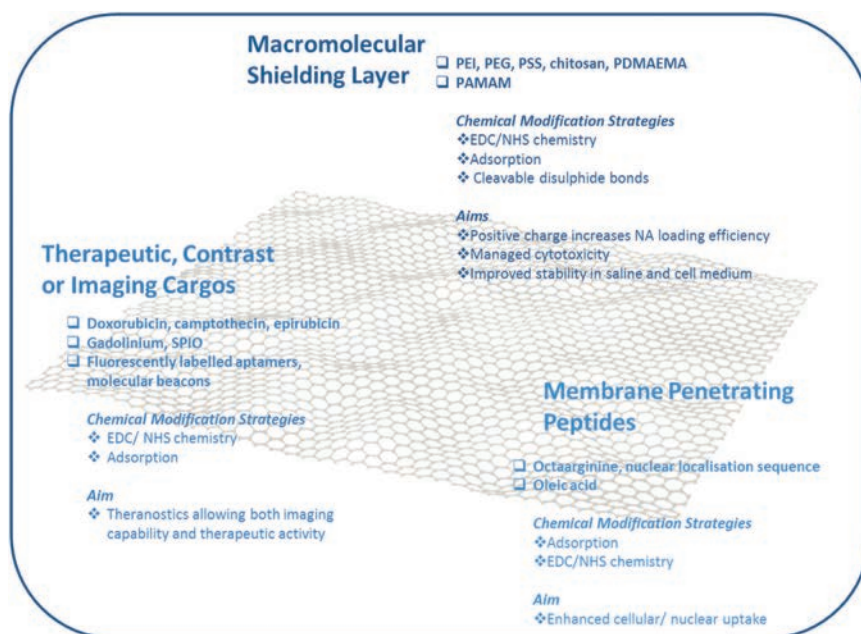 Macromolecular
Shielding Layer
❑ PEI, PEG, PSS, chitosan, PDMAEMA
❑ PAMAM
Chemical Modification Strategies
❖EDC/NHS chemistry
❖Adsorption
❖ Cleavable disulphide bonds
Aims
❖Positive charge increases NA loading efficiency
❖Managed cytotoxicity
❖Improved stability in saline and cell medium
Therapeutic, Contrast
or Imaging Cargos
❑ Doxorubicin, camptothecin, epirubicin
❑ Gadolinium, SPIO
❑ Fluorescently labelled aptamers,
molecular beacons
Chemical Modification Strategies
❖ EDC/ NHS chemistry
❖ Adsorption
Aim
❖ Theranostics allowing both imaging
capability and therapeutic activity
Membrane Penetrating
Peptides
❑ Octaarginine, nuclear localisation sequence
❑ Oleic acid
Chemical Modification Strategies
❖Adsorption
❖EDC/NHS chemistry
Aim
❖Enhanced cellular/ nuclear uptake